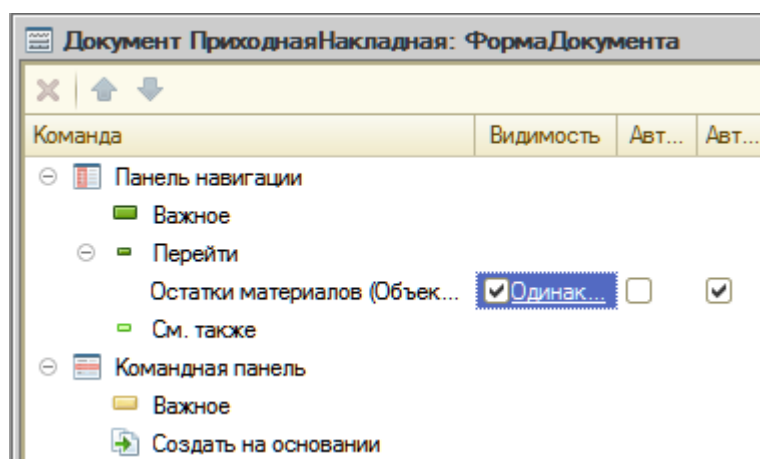 Документ ПриходнаяНакладная: ФормаДокумента
Команда Видимость Авт... Авт...
Панель навигации
Важное
Перейти
Остатки материалов (Объек... Одинак...
См. также
Командная панель
Важное
Создать на основании